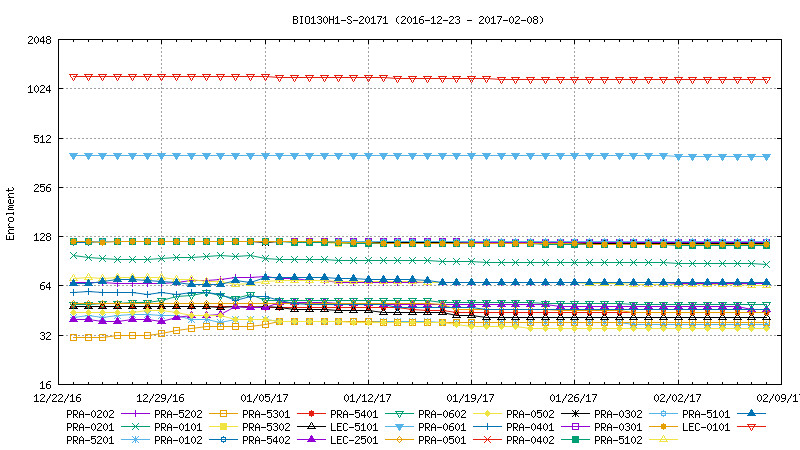 BIO130H1-S-20171 (2016-12-23 - 2017-02-08)
2048
1024
512
256
128
64
32
16
Enrolment
12/22/16 12/29/16 01/05/17 01/12/17 01/19/17 01/26/17 02/02/17 02/09/17
PRA-0202 PRA-5202 PRA-5301 PRA-5401 PRA-0602 PRA-0502 PRA-0302 PRA-5101
PRA-0201 PRA-0101 PRA-5302 LEC-5101 PRA-0601 PRA-0401 PRA-0301 LEC-0101
PRA-5201 PRA-0102 PRA-5402 LEC-2501 PRA-0501 PRA-0402 PRA-5102